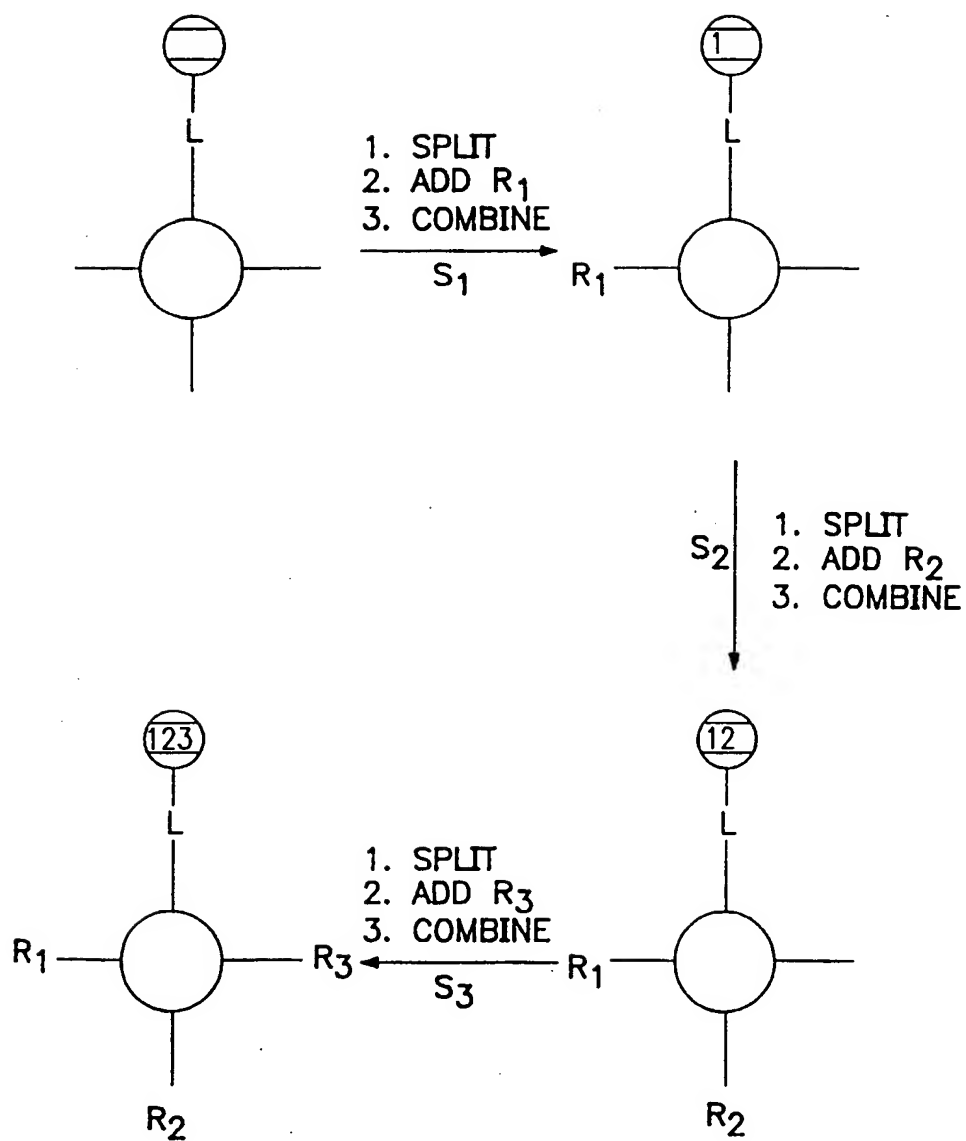 1
L
L
1. SPLIT
2. ADD R₁
3. COMBINE
S₁
R₁
S₂
1. SPLIT
2. ADD R₂
3. COMBINE
123
12
L
L
1. SPLIT
2. ADD R₃
3. COMBINE
R₁
R₃
S₃
R₁
R₂
R₂